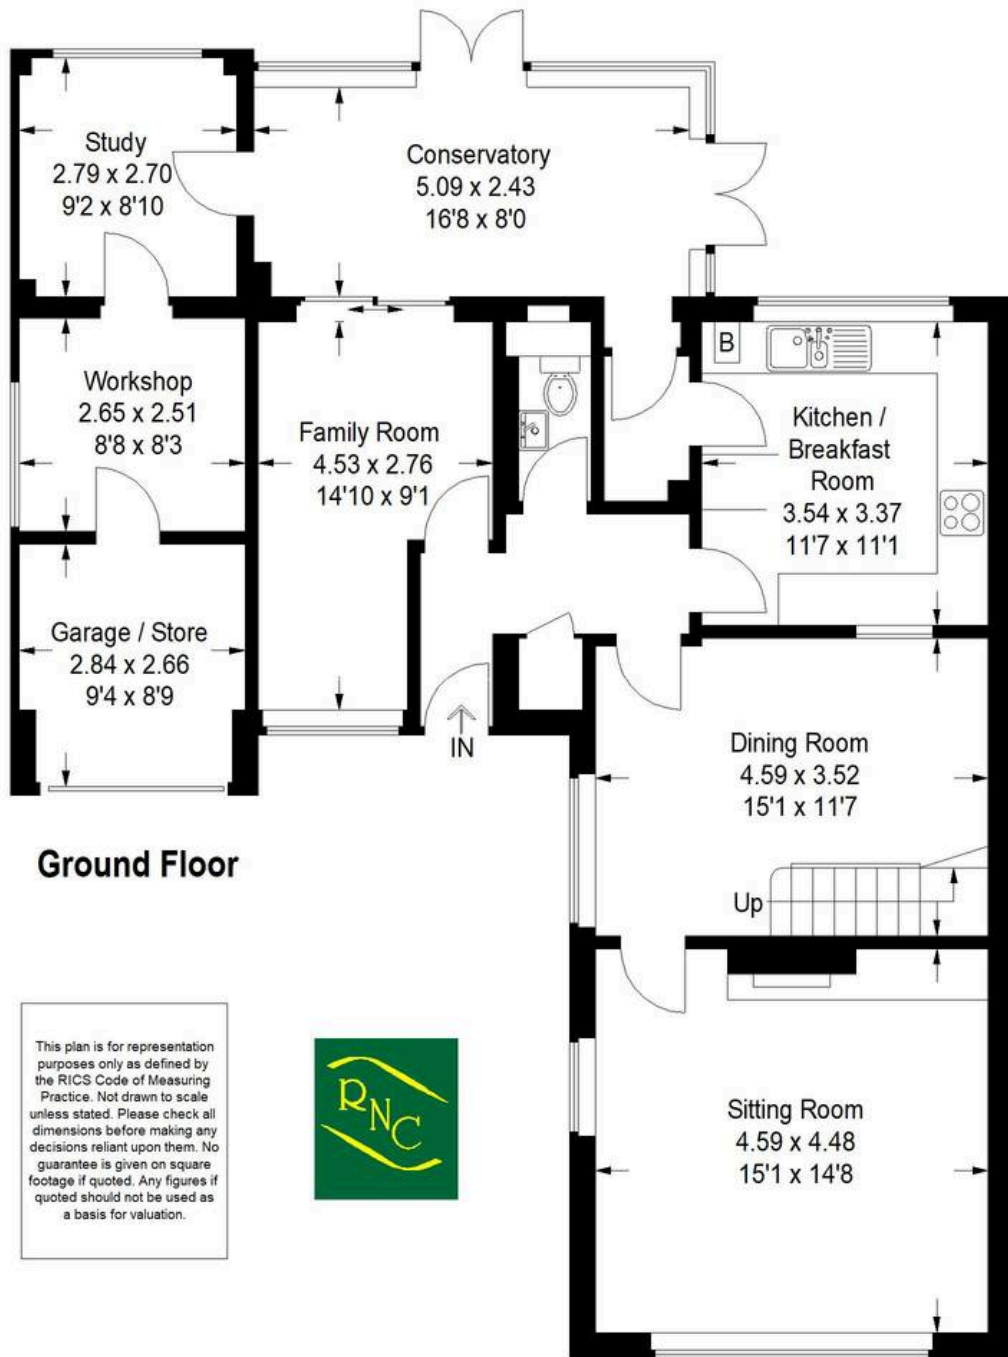 Study
2.79 x 2.70
9'2 x 8'10
Conservatory
5.09 x 2.43
16'8 x 8'0
Workshop
2.65 x 2.51
8'8 x 8'3
Family Room
4.53 x 2.76
14'10 x 9'1
B
Kitchen /
Breakfast
Room
3.54 x 3.37
11'7 x 11'1
Garage / Store
2.84 x 2.66
9'4 x 8'9
IN
Dining Room
4.59 x 3.52
15'1 x 11'7
Up
Ground Floor
This plan is for representation
purposes only as defined by
the RICS Code of Measuring
Practice. Not drawn to scale
unless stated. Please check all
dimensions before making any
decisions reliant upon them. No
guarantee is given on square
footage if quoted. Any figures if
quoted should not be used as
a basis for valuation.
RNC
Sitting Room
4.59 x 4.48
15'1 x 14'8